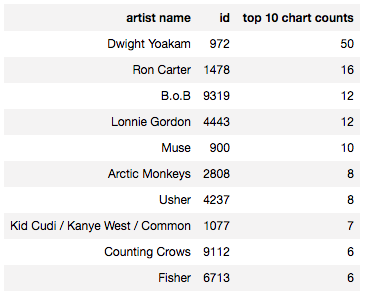 artist name id top 10 chart counts
Dwight Yoakam 972 50
Ron Carter 1478 16
B.o.B 9319 12
Lonnie Gordon 4443 12
Muse 900 10
Arctic Monkeys 2808 8
Usher 4237 8
Kid Cudi / Kanye West / Common 1077 7
Counting Crows 9112 6
Fisher 6713 6